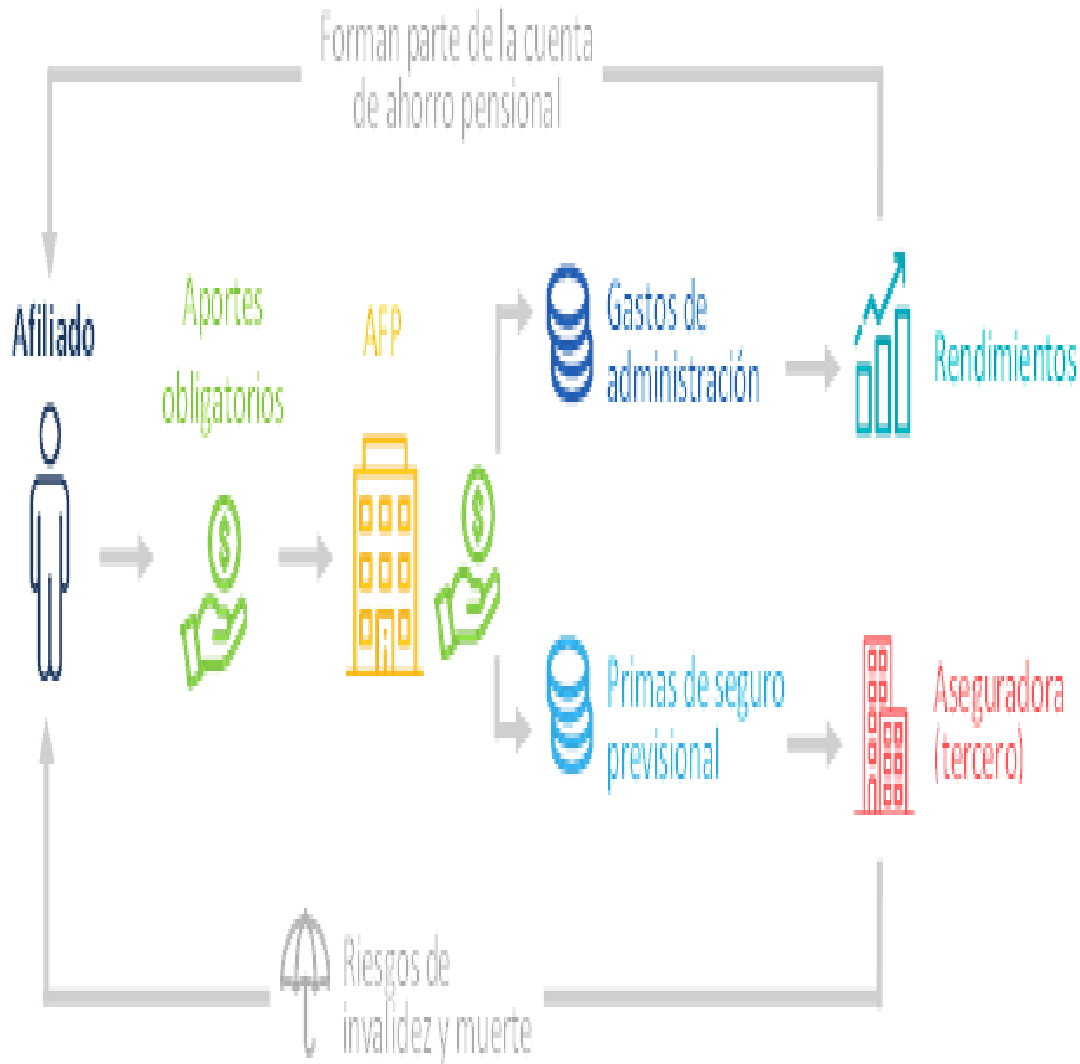 Forman parte de la cuenta
de ahorro pensional
Afiliado
Aportes
obligatorios
AFP
Gastos de
administración
Rendimientos
Primas de seguro
previsional
Aseguradora
(tercero)
Riesgos de
invalidez y muerte